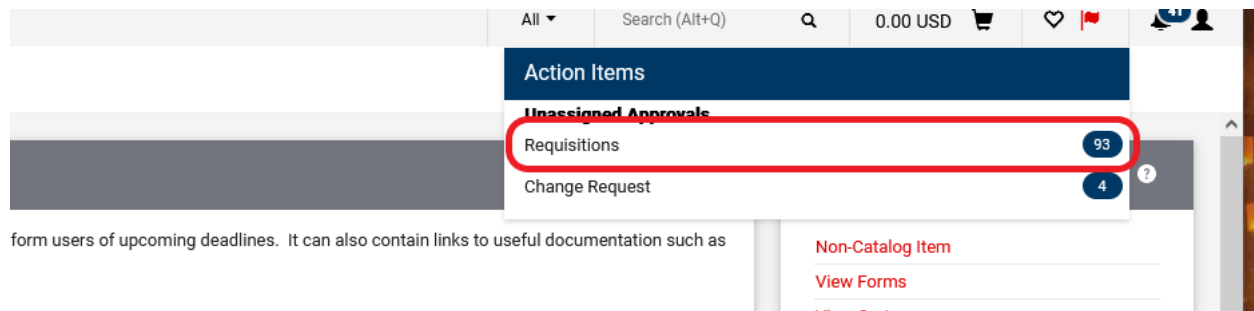 All Search (Alt+Q) 0.00 USD 41
Action Items
Unassigned Approvals
Requisitions 93
Change Request 4
?
form users of upcoming deadlines. It can also contain links to useful documentation such as
Non-Catalog Item
View Forms